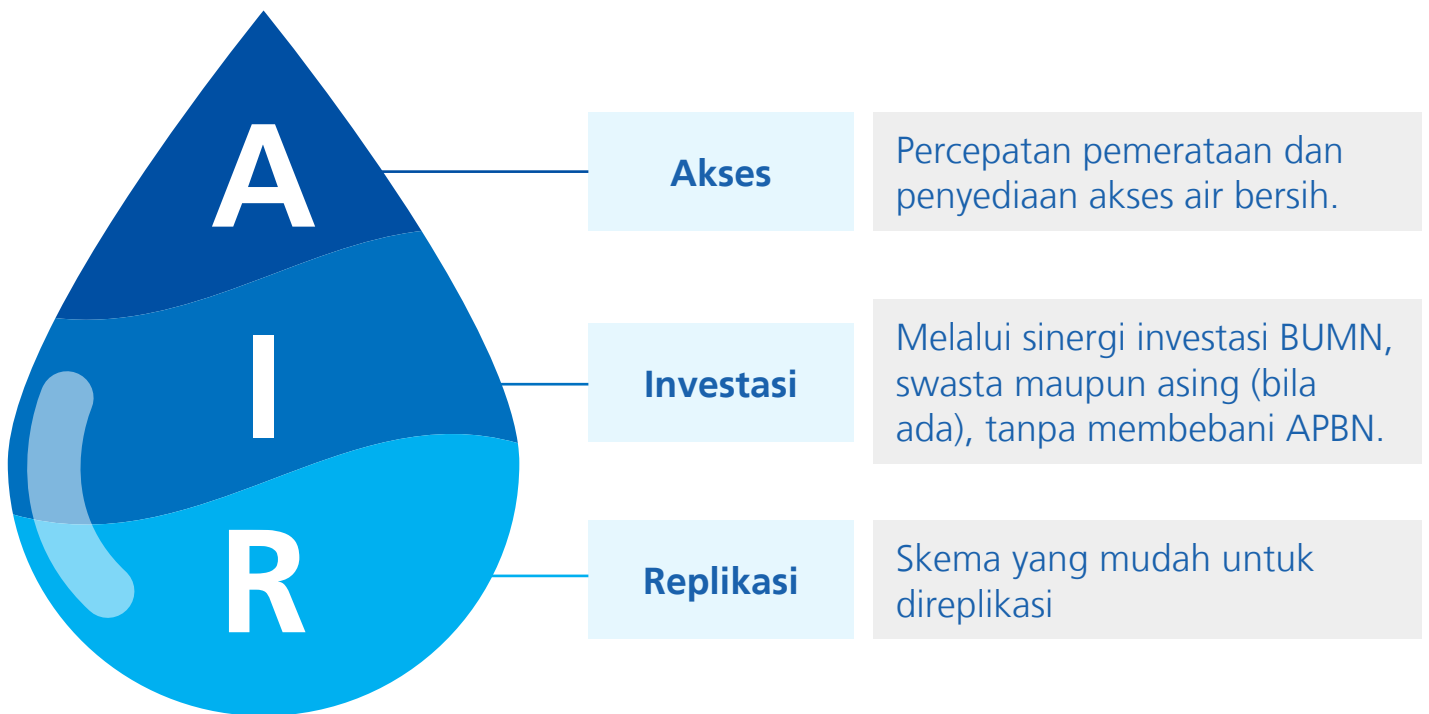 A
Akses
Percepatan pemerataan dan
penyediaan akses air bersih.
I
Investasi
Melalui sinergi investasi BUMN,
swasta maupun asing (bila
ada), tanpa membebani APBN.
R
Replikasi
Skema yang mudah untuk
direplikasi